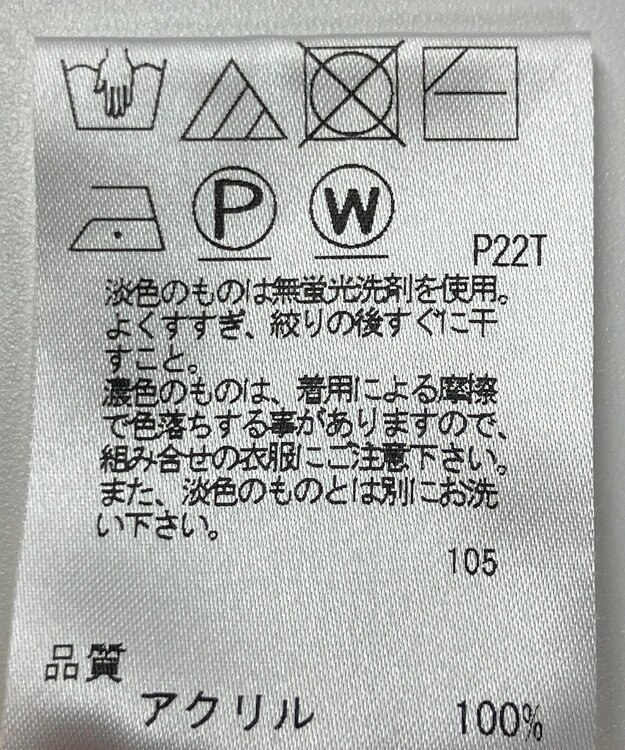 P W
P22T
淡色のものは無蛍光洗剤を使用。
よくすすぎ、絞りの後すぐに干
すこと。
濃色のものは、着用による摩擦
で色落ちする事がありますので、
組み合せの衣服にご注意下さい。
また、淡色のものとは別にお洗
い下さい。
105
品質
アクリル 100%